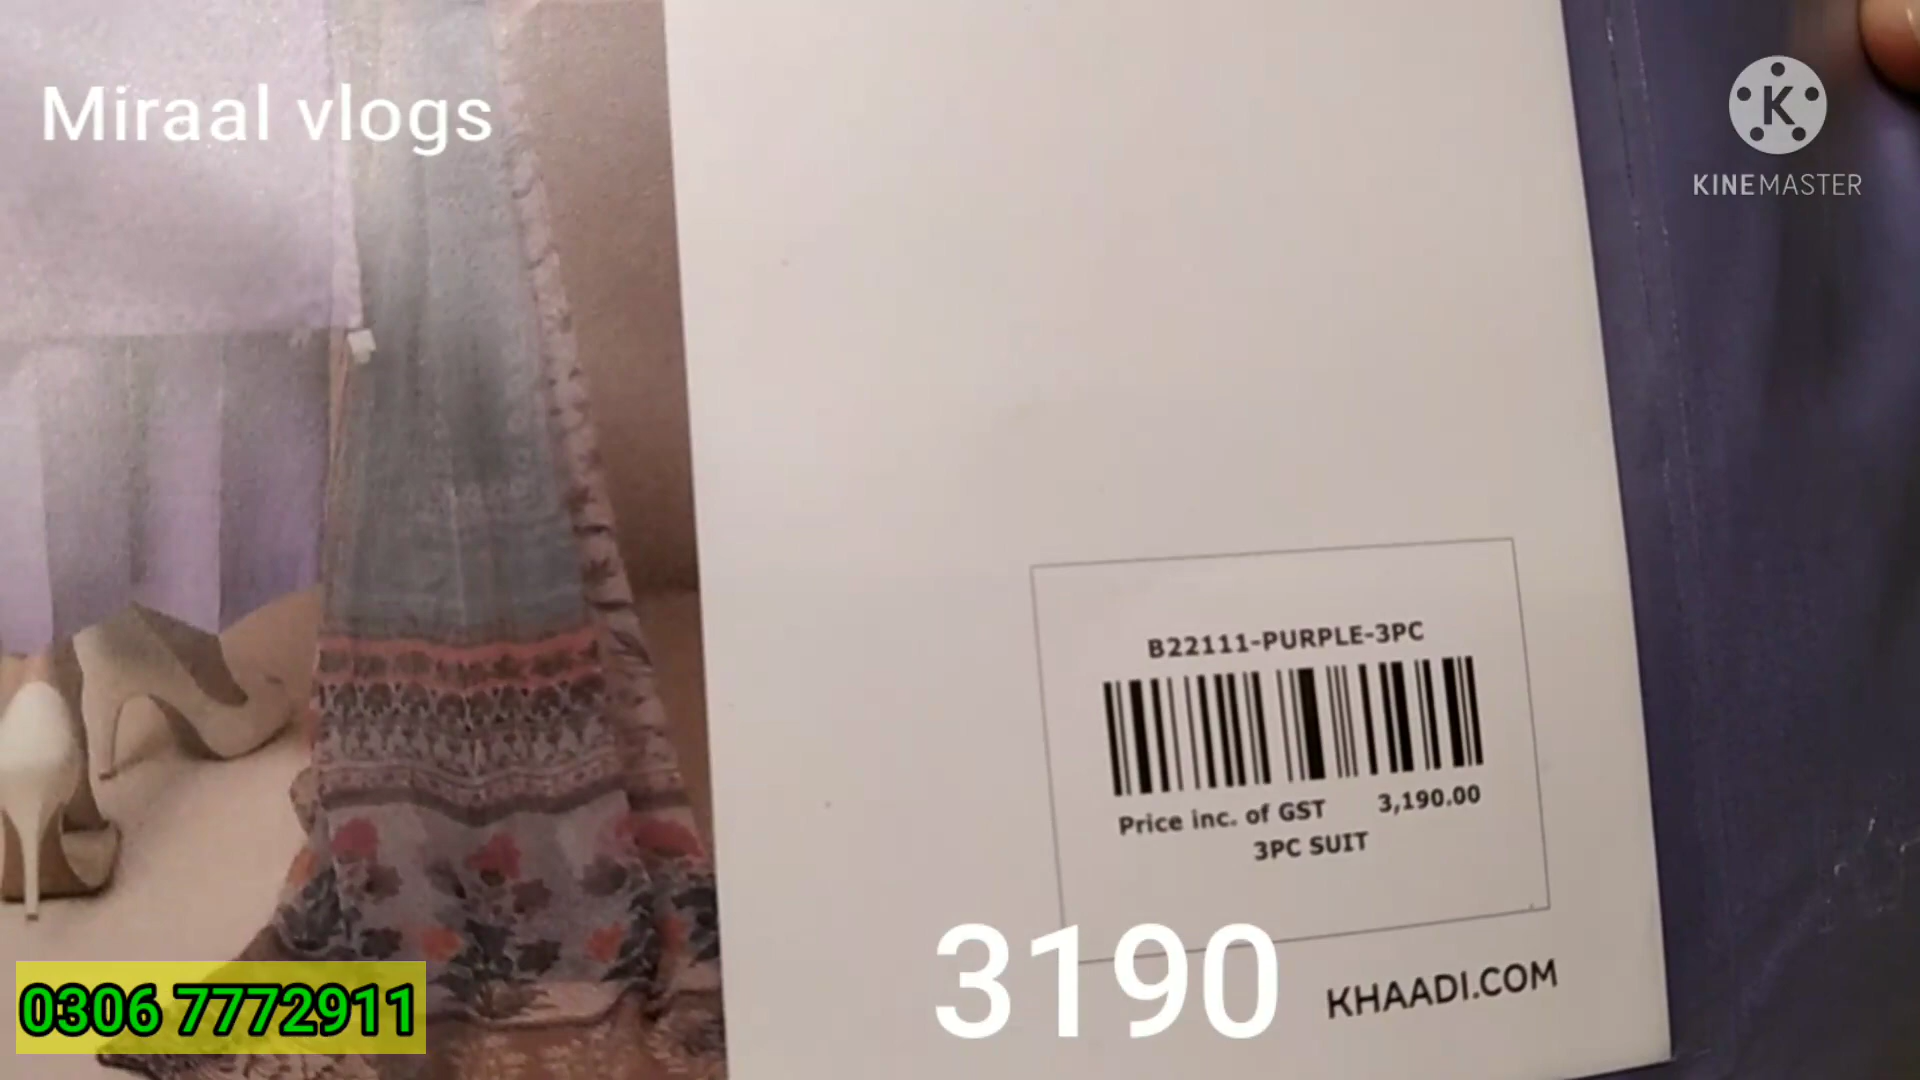 Miraal vlogs
K
KINEMASTER
B22111-PURPLE-3PC
Price inc. of GST 3,190.00
3PC SUIT
3190
KHAADI.COM
0306 7772911